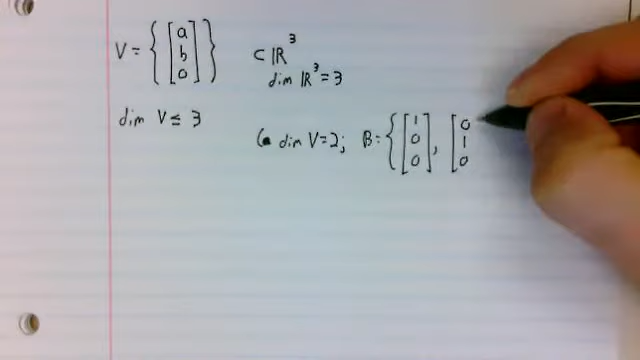 V = { [a b 0] } ⊂ ℝ³
dim ℝ³ = 3
dim V ≤ 3
dim V = 2; B = { [1 0 0], [0 1 0